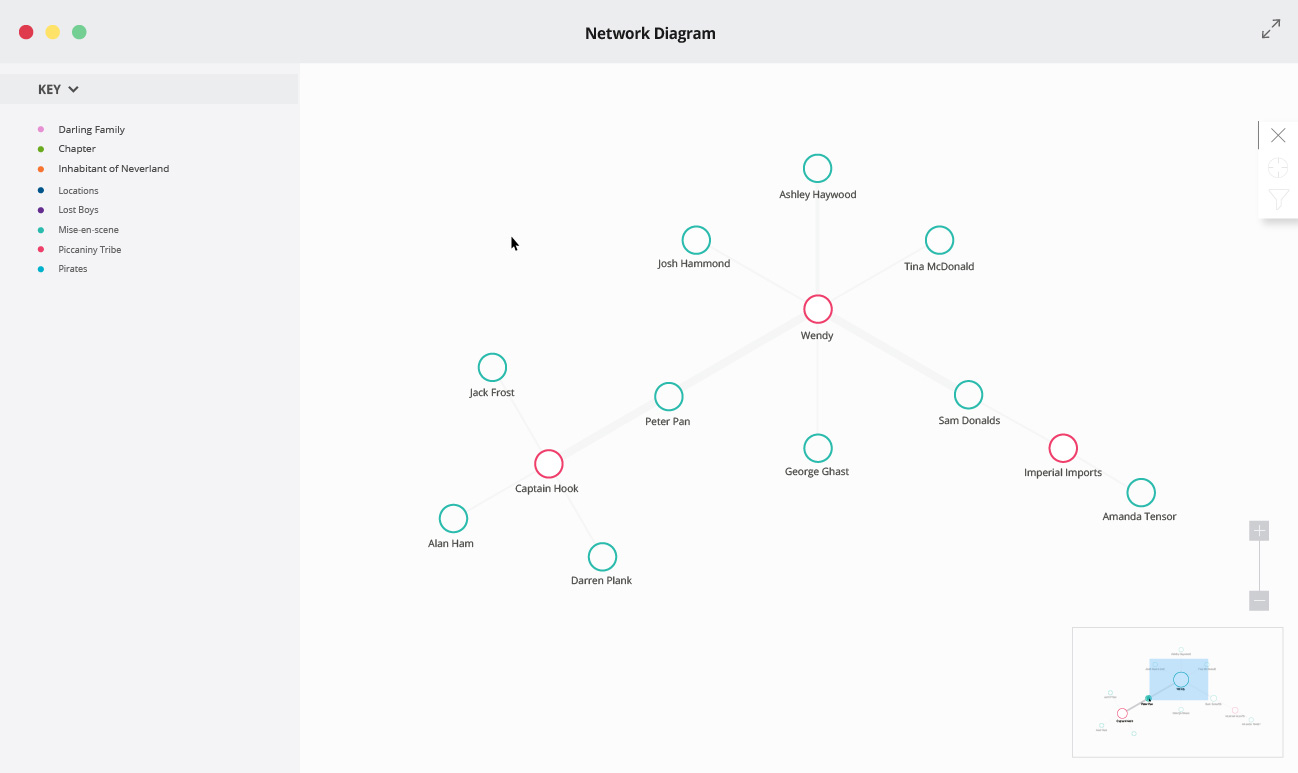 Network Diagram
KEY
Darling Family
Chapter
Inhabitant of Neverland
Locations
Lost Boys
Mise-en-scene
Piccaniny Tribe
Pirates
Ashley Haywood
Josh Hammond
Tina McDonald
Wendy
Jack Frost
Peter Pan
Sam Donalds
George Ghast
Imperial Imports
Captain Hook
Amanda Tensor
Alan Ham
Darren Plank
Peter Pan